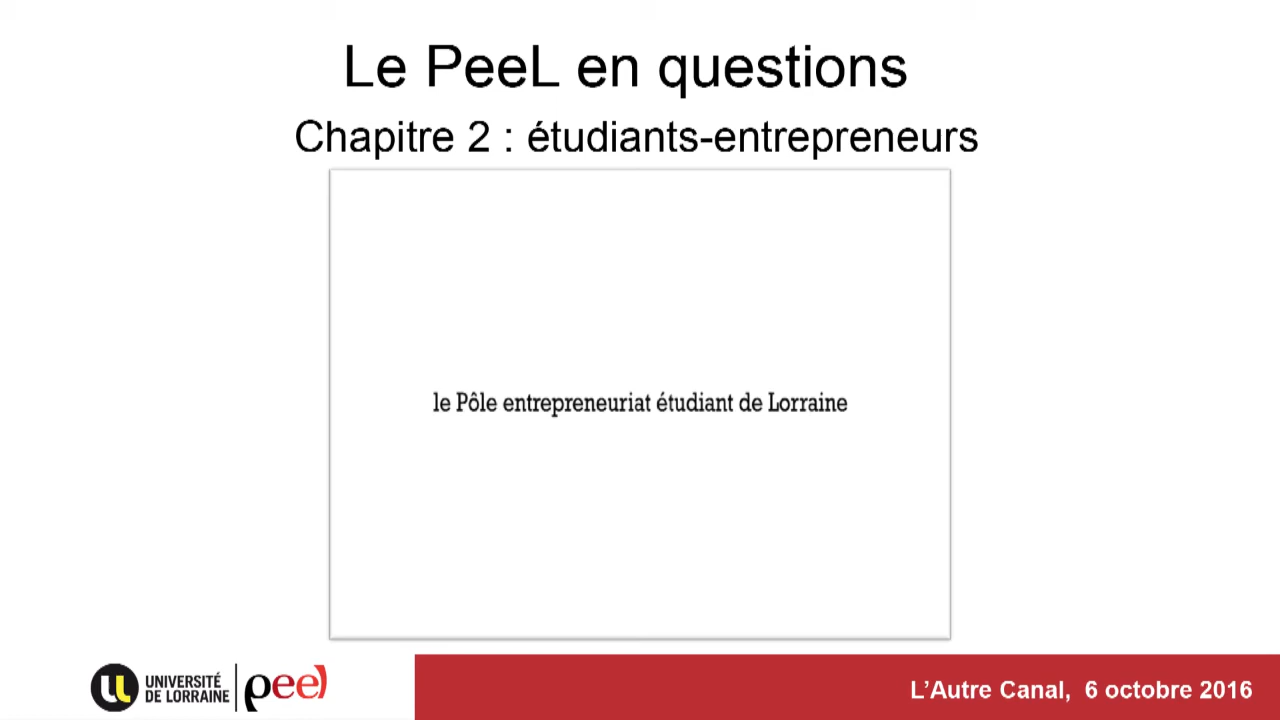 Le PeeL en questions
Chapitre 2 : étudiants-entrepreneurs
le Pôle entrepreneuriat étudiant de Lorraine
UNIVERSITÉ
DE LORRAINE
peel
L'Autre Canal, 6 octobre 2016